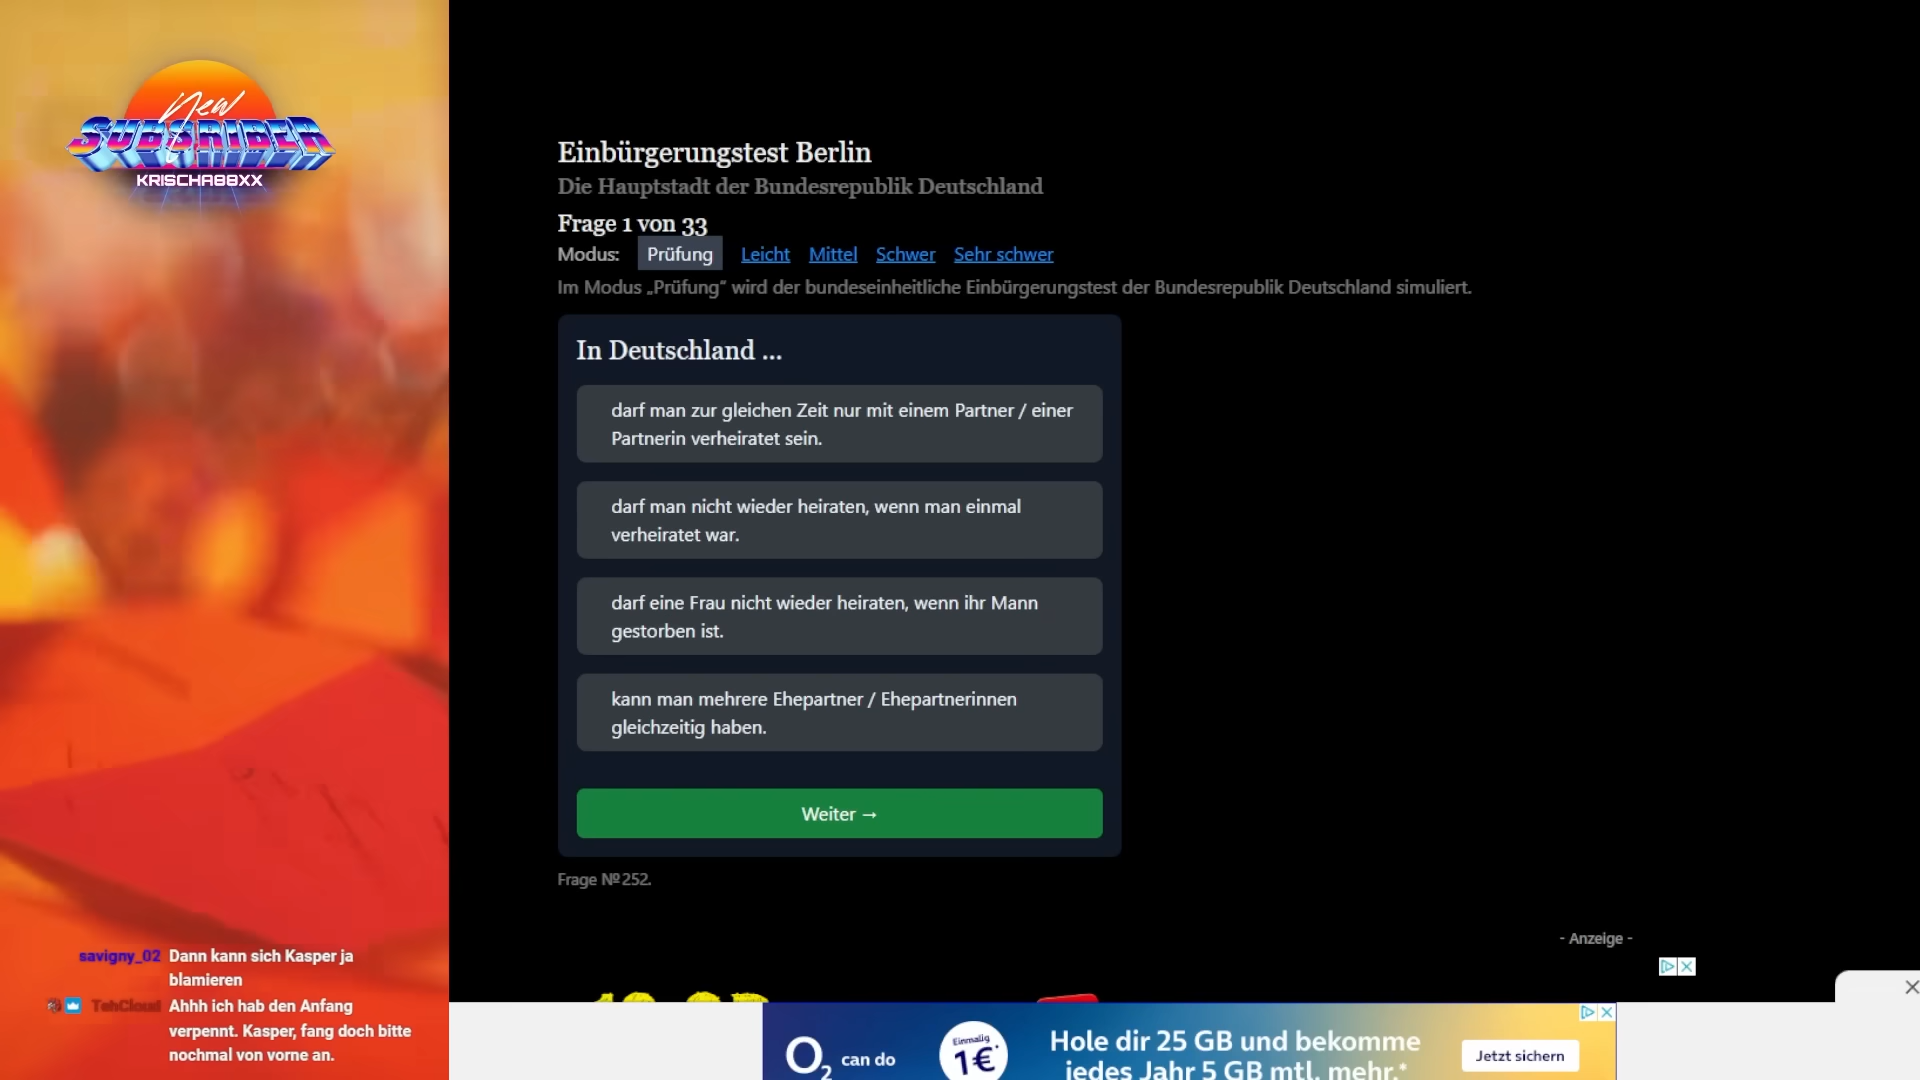 New
SUBSRIBER
KRISCHA88XX
Einbürgerungstest Berlin
Die Hauptstadt der Bundesrepublik Deutschland
Frage 1 von 33
Modus: Prüfung Leicht Mittel Schwer Sehr schwer
Im Modus „Prüfung“ wird der bundeseinheitliche Einbürgerungstest der Bundesrepublik Deutschland simuliert.
In Deutschland ...
darf man zur gleichen Zeit nur mit einem Partner / einer
Partnerin verheiratet sein.
darf man nicht wieder heiraten, wenn man einmal
verheiratet war.
darf eine Frau nicht wieder heiraten, wenn ihr Mann
gestorben ist.
kann man mehrere Ehepartner / Ehepartnerinnen
gleichzeitig haben.
Weiter →
Frage №252.
- Anzeige -
savigny_02 Dann kann sich Kasper ja
blamieren
TehCloud Ahhh ich hab den Anfang
verpennt. Kasper, fang doch bitte
nochmal von vorne an.
O2 can do
Einmalig
1€*
Hole dir 25 GB und bekomme
jedes Jahr 5 GB mtl. mehr.*
Jetzt sichern